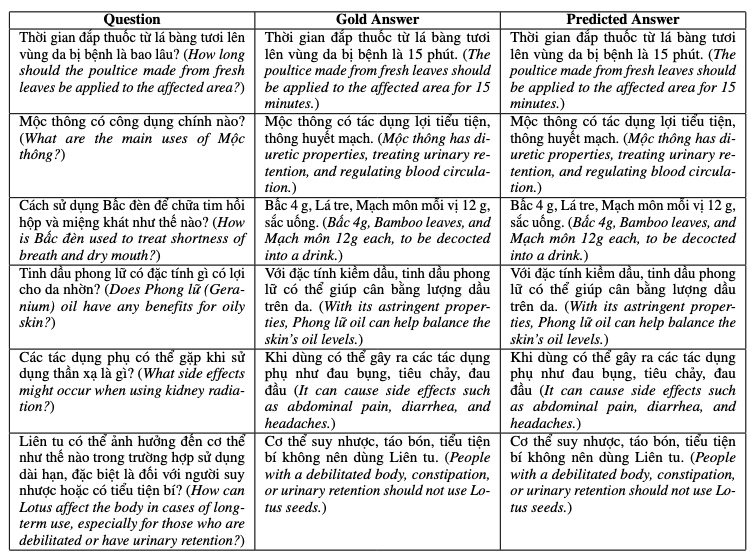 Question Gold Answer Predicted Answer
Thời gian đắp thuốc từ lá bàng tươi lên
vùng da bị bệnh là bao lâu? (How long
should the poultice made from fresh
leaves be applied to the affected area?)
Thời gian đắp thuốc từ lá bàng tươi
lên vùng da bị bệnh là 15 phút. (The
poultice made from fresh leaves should
be applied to the affected area for 15
minutes.)
Thời gian đắp thuốc từ lá bàng tươi
lên vùng da bị bệnh là 15 phút. (The
poultice made from fresh leaves should
be applied to the affected area for 15
minutes.)
Mộc thông có công dụng chính nào?
(What are the main uses of Mộc
thông?)
Mộc thông có tác dụng lợi tiểu tiện,
thông huyết mạch. (Mộc thông has di-
uretic properties, treating urinary re-
tention, and regulating blood circula-
tion.)
Mộc thông có tác dụng lợi tiểu tiện,
thông huyết mạch. (Mộc thông has di-
uretic properties, treating urinary re-
tention, and regulating blood circula-
tion.)
Cách sử dụng Bấc đèn để chữa tim hồi
hộp và miệng khát như thế nào? (How
is Bấc đèn used to treat shortness of
breath and dry mouth?)
Bấc 4 g, Lá tre, Mạch môn mỗi vị 12 g,
sắc uống. (Bấc 4g, Bamboo leaves, and
Mạch môn 12g each, to be decocted
into a drink.)
Bấc 4 g, Lá tre, Mạch môn mỗi vị 12 g,
sắc uống. (Bấc 4g, Bamboo leaves, and
Mạch môn 12g each, to be decocted
into a drink.)
Tinh dầu phong lữ có đặc tính gì có lợi
cho da nhờn? (Does Phong lữ (Gera-
nium) oil have any benefits for oily
skin?)
Với đặc tính kiềm dầu, tinh dầu phong
lữ có thể giúp cân bằng lượng dầu
trên da. (With its astringent proper-
ties, Phong lữ oil can help balance the
skin's oil levels.)
Với đặc tính kiềm dầu, tinh dầu phong
lữ có thể giúp cân bằng lượng dầu
trên da. (With its astringent proper-
ties, Phong lữ oil can help balance the
skin's oil levels.)
Các tác dụng phụ có thể gặp khi sử
dụng thần xạ là gì? (What side effects
might occur when using kidney radia-
tion?)
Khi dùng có thể gây ra các tác dụng
phụ như đau bụng, tiêu chảy, đau
đầu (It can cause side effects such
as abdominal pain, diarrhea, and
headaches.)
Khi dùng có thể gây ra các tác dụng
phụ như đau bụng, tiêu chảy, đau
đầu (It can cause side effects such
as abdominal pain, diarrhea, and
headaches.)
Liên tu có thể ảnh hưởng đến cơ thể
như thế nào trong trường hợp sử dụng
dài hạn, đặc biệt là đối với người suy
nhược hoặc có tiểu tiện bí? (How can
Lotus affect the body in cases of long-
term use, especially for those who are
debilitated or have urinary retention?)
Cơ thể suy nhược, táo bón, tiểu tiện
bí không nên dùng Liên tu. (People
with a debilitated body, constipation,
or urinary retention should not use Lo-
tus seeds.)
Cơ thể suy nhược, táo bón, tiểu tiện
bí không nên dùng Liên tu. (People
with a debilitated body, constipation,
or urinary retention should not use Lo-
tus seeds.)